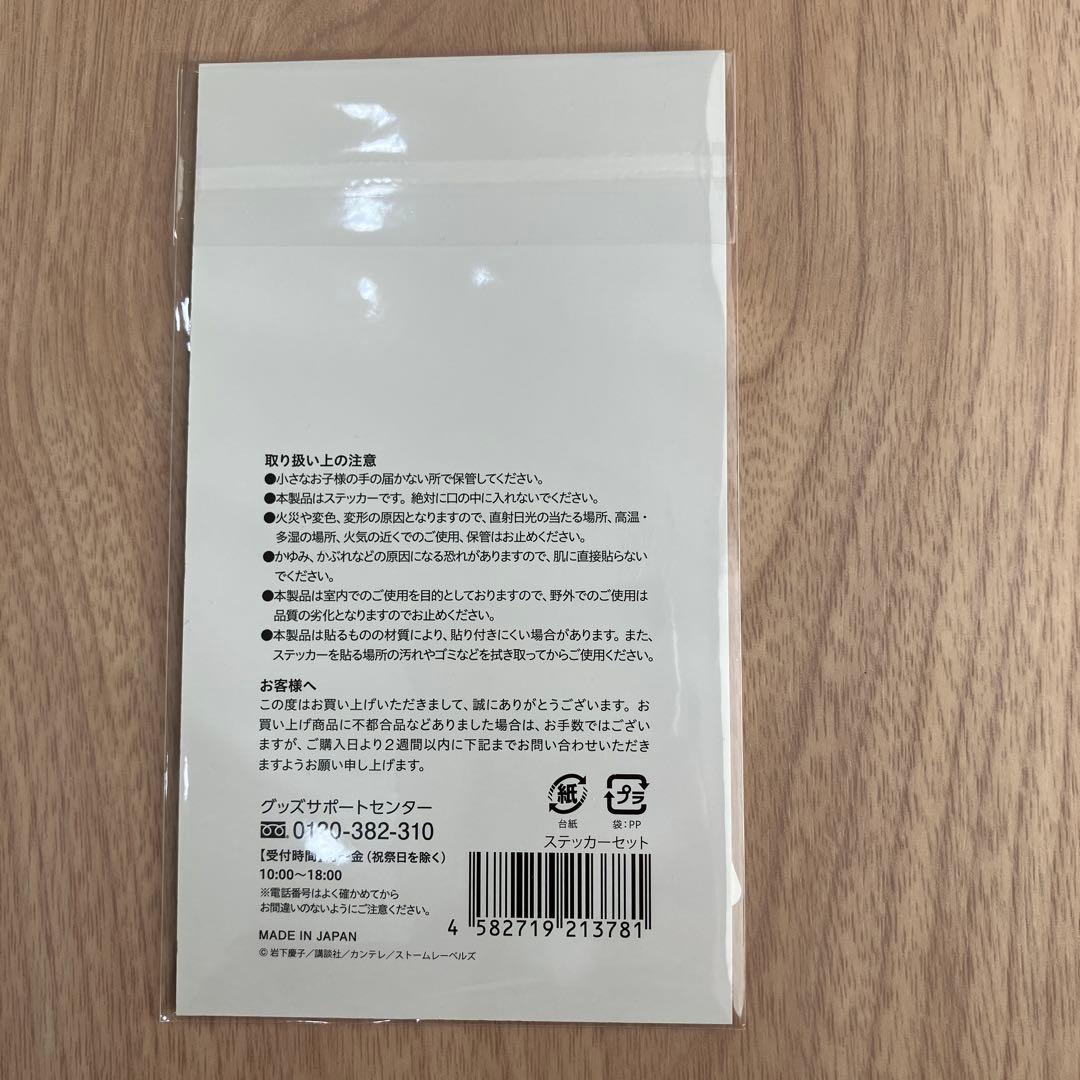 取り扱い上の注意
●小さなお子様の手の届かない所で保管してください。
●本製品はステッカーです。絶対に口の中に入れないでください。
●火災や変色、変形の原因となりますので、直射日光の当たる場所、高温・
多湿の場所、火気の近くでのご使用、保管はお止めください。
●かゆみ、かぶれなどの原因になる恐れがありますので、肌に直接貼らない
でください。
●本製品は室内でのご使用を目的としておりますので、野外でのご使用は
品質の劣化となりますのでお止めください。
●本製品は貼るものの材質により、貼り付きにくい場合があります。また、
ステッカーを貼る場所の汚れやゴミなどを拭き取ってからご使用ください。
お客様へ
この度はお買い上げいただきまして、誠にありがとうございます。お
買い上げ商品に不都合品などありました場合は、お手数ではござい
ますが、ご購入日より2週間以内に下記までお問い合わせいただき
ますようお願い申し上げます。
紙
プラ
台紙
袋:PP
グッズサポートセンター
0120-382-310
ステッカーセット
【受付時間】 金(祝祭日を除く)
10:00〜18:00
※電話番号はよく確かめてから
お間違いのないようにご注意ください。
4 582719 213781
MADE IN JAPAN
© 岩下慶子/講談社/カンテレ/ストームレーベルズ